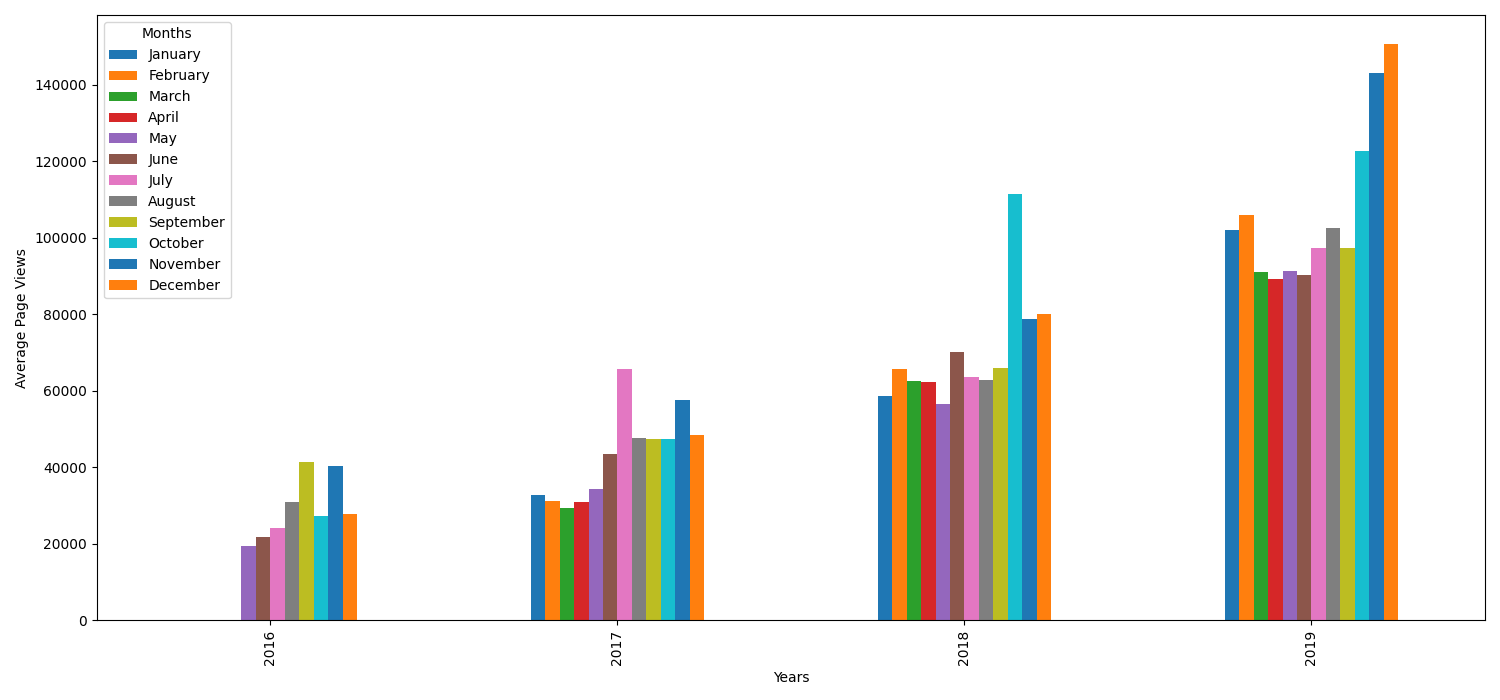 Months
January
February
March
April
May
June
July
August
September
October
November
December
140000
120000
100000
80000
60000
40000
20000
0
Average Page Views
2016
2017
2018
2019
Years